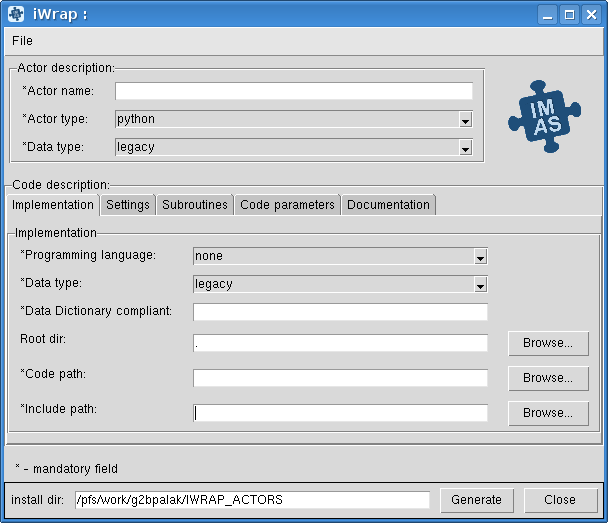 iWrap :
File
Actor description:
*Actor name:
*Actor type: python
*Data type: legacy
IM
AS
Code description:
Implementation Settings Subroutines Code parameters Documentation
Implementation
*Programming language: none
*Data type: legacy
*Data Dictionary compliant:
Root dir: . Browse...
*Code path: Browse...
*Include path: Browse...
* - mandatory field
install dir: /pfs/work/g2bpalak/IWRAP_ACTORS Generate Close